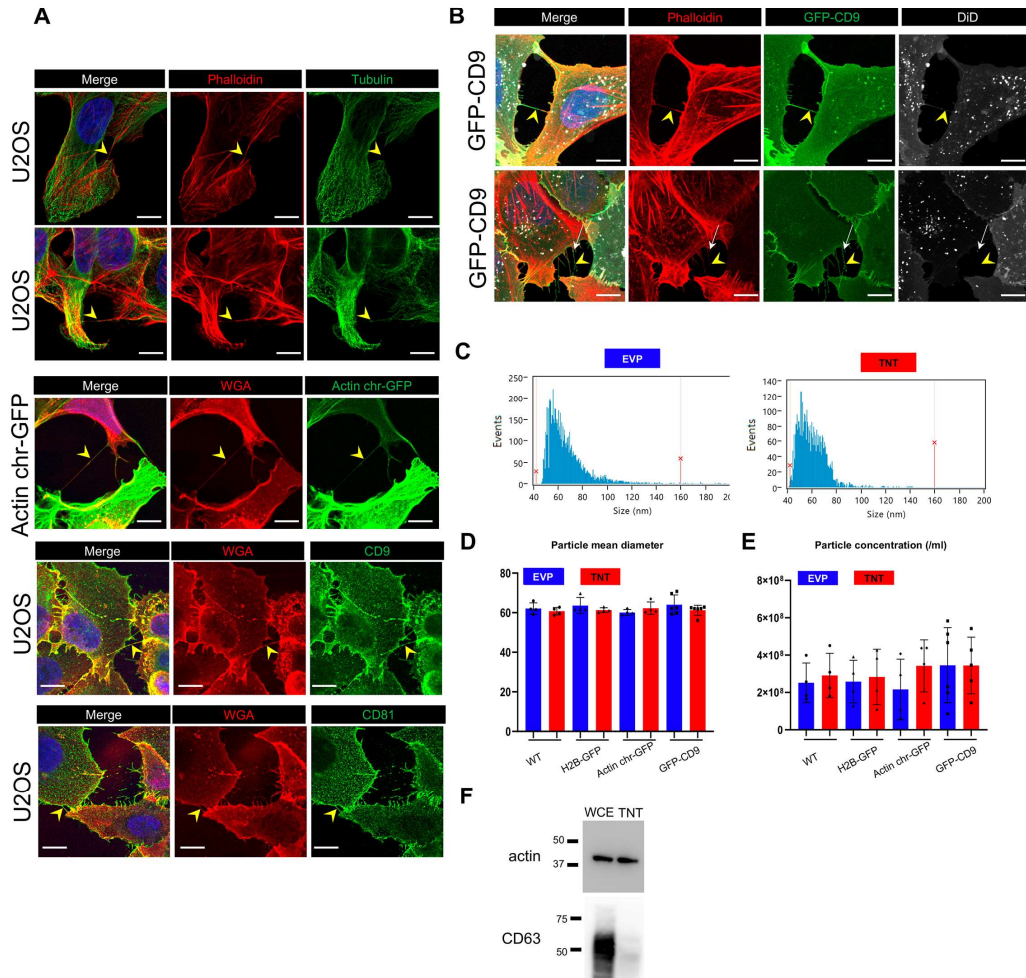 A
Merge Phalloidin Tubulin
U2OS
U2OS
Merge WGA Actin chr-GFP
Actin chr-GFP
Merge WGA CD9
U2OS
Merge WGA CD81
U2OS
B
Merge Phalloidin GFP-CD9 DiD
GFP-CD9
GFP-CD9
C
EVP
Events
250
200
150
100
50
0
40 60 80 100 120 140 160 180 20
Size (nm)
TNT
Events
140
120
100
80
60
40
20
0
40 60 80 100 120 140 160 180 200
Size (nm)
D
Particle mean diameter
EVP TNT
80
60
40
20
0
WT H2B-GFP Actin chr-GFP GFP-CD9
E
Particle concentration (/ml)
EVP TNT
8×10⁸
6×10⁸
4×10⁸
2×10⁸
0
WT H2B-GFP Actin chr-GFP GFP-CD9
F
WCE TNT
50
actin
37
75
CD63
50